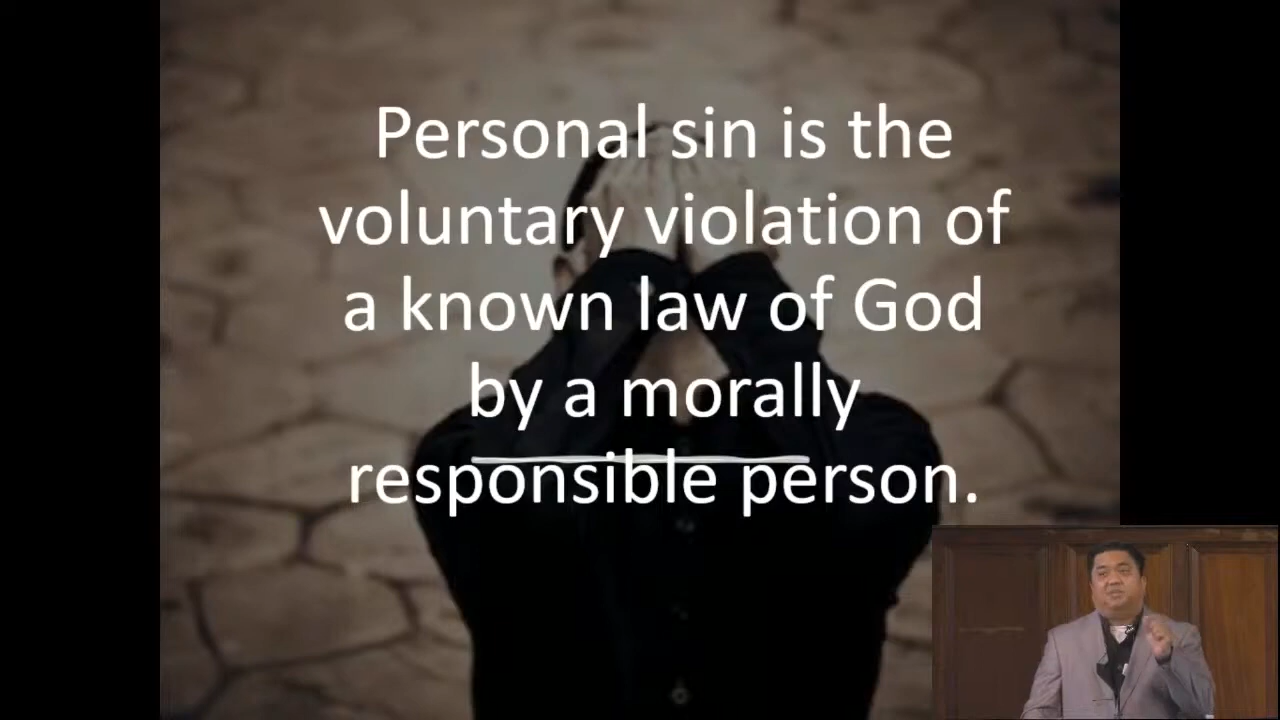 Personal sin is the
voluntary violation of
a known law of God
by a morally
responsible person.